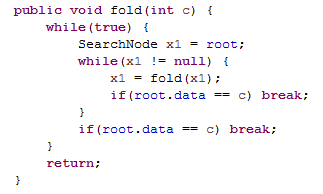 public void fold(int c) {
    while(true) {
        SearchNode x1 = root;
        while(x1 != null) {
            x1 = fold(x1);
            if(root.data == c) break;
        }
        if(root.data == c) break;
    }
    return;
}